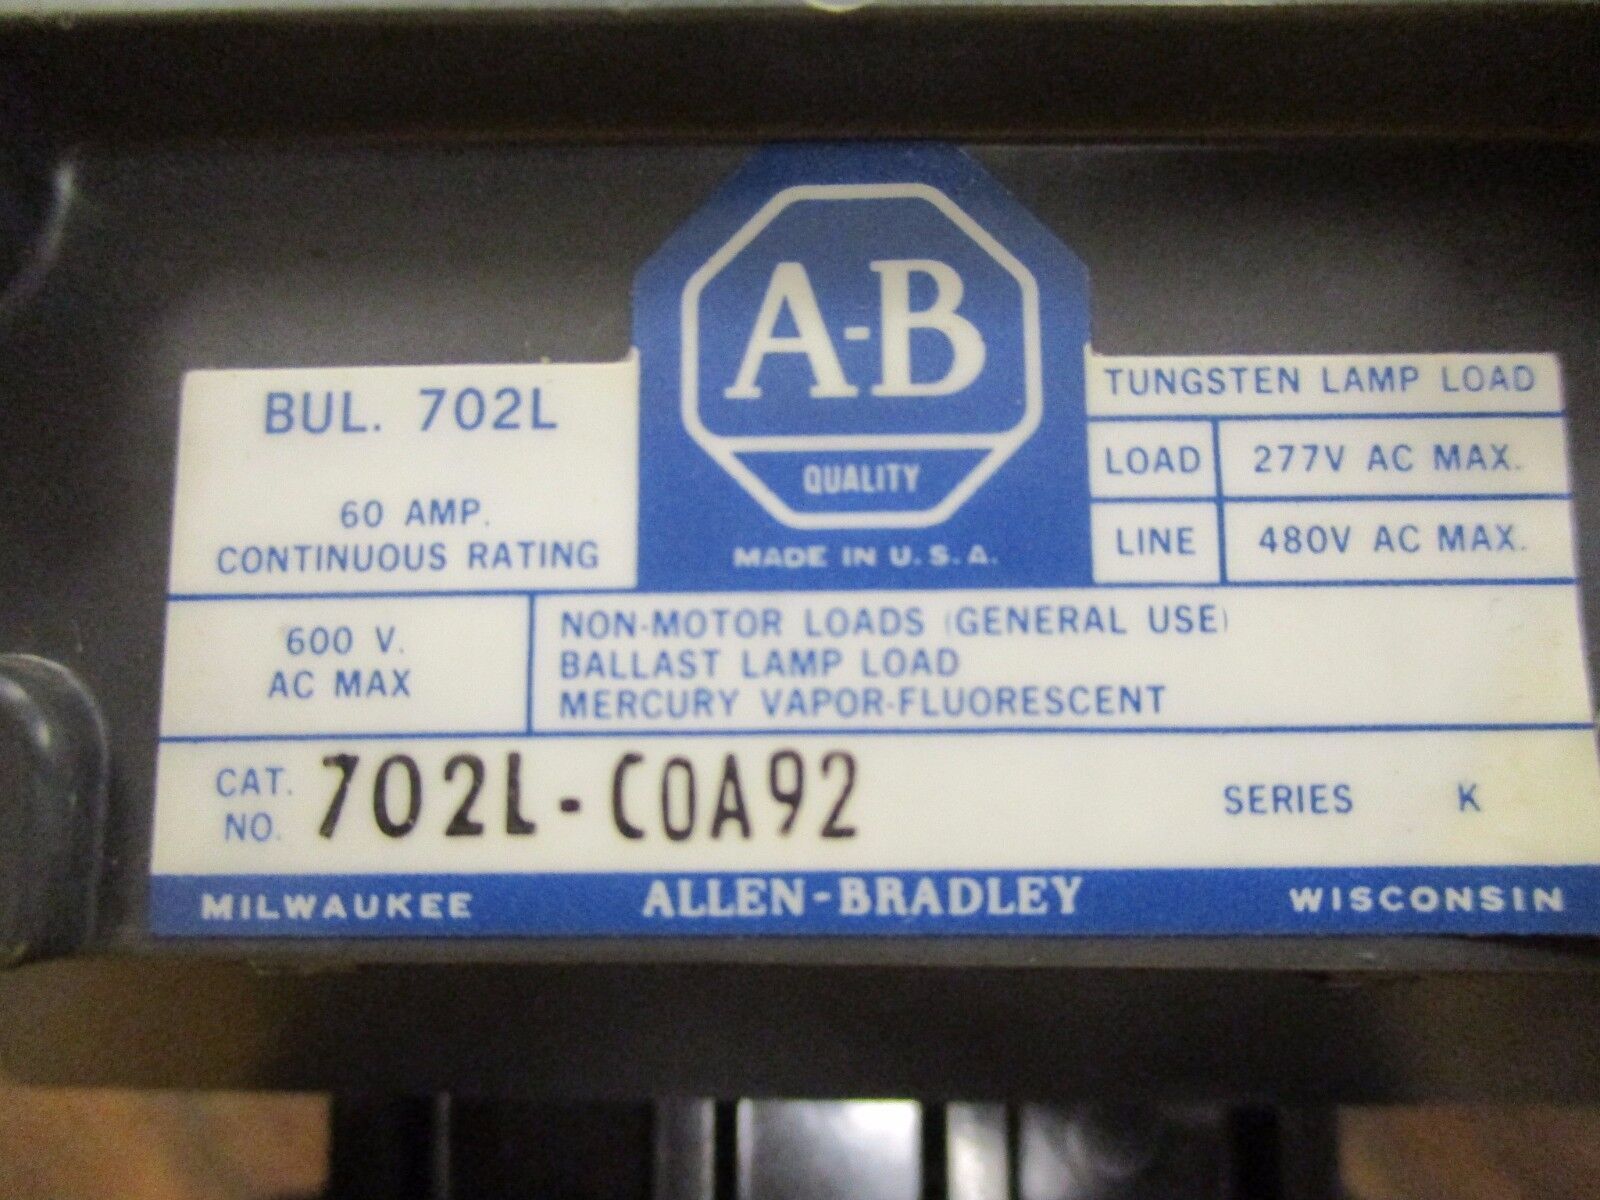 A-B
QUALITY
MADE IN U.S.A.
BUL. 702L
60 AMP.
CONTINUOUS RATING
TUNGSTEN LAMP LOAD
LOAD 277V AC MAX.
LINE 480V AC MAX.
600 V.
AC MAX
NON-MOTOR LOADS (GENERAL USE)
BALLAST LAMP LOAD
MERCURY VAPOR-FLUORESCENT
CAT.
NO. 702L-COA92
SERIES K
MILWAUKEE ALLEN-BRADLEY WISCONSIN